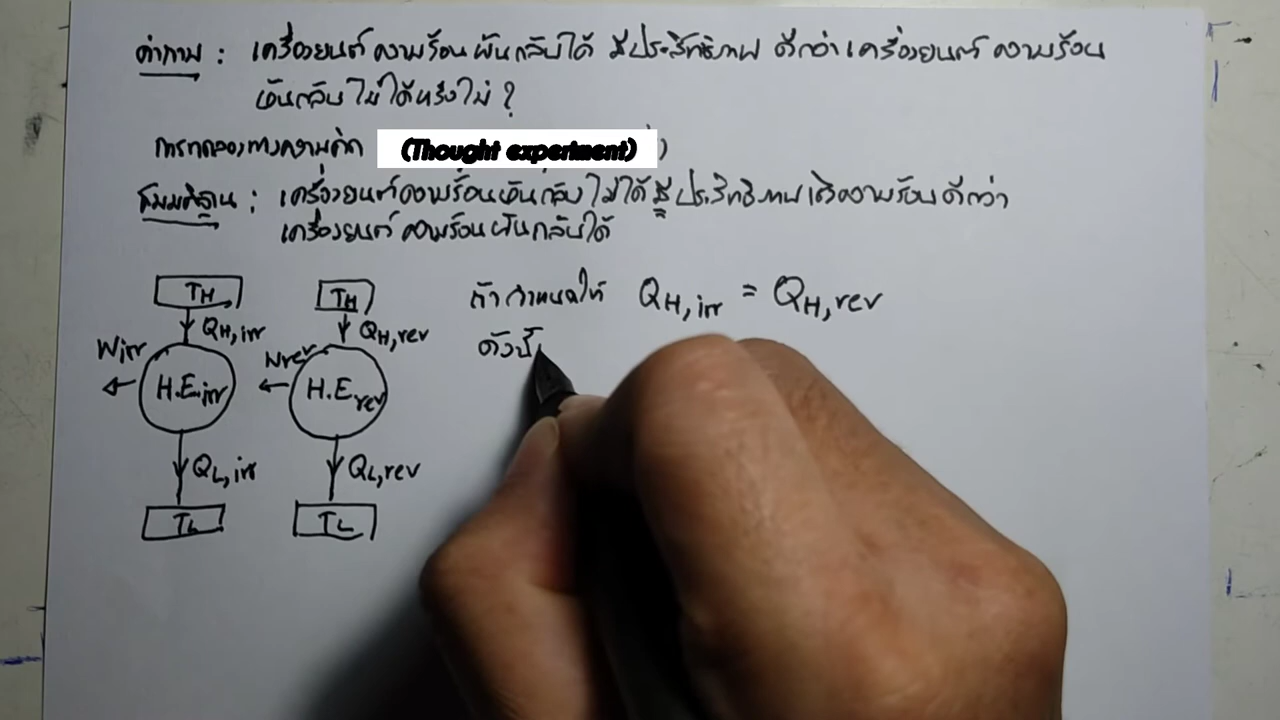 คำถาม : เครื่องยนต์ความร้อนผันกลับได้ มีประสิทธิภาพ ดีกว่าเครื่องยนต์ความร้อน
ผันกลับไม่ได้หรือไม่ ?
การทดลองทางความคิด (Thought experiment) )
สมมติฐาน : เครื่องยนต์ความร้อนผันกลับไม่ได้มีประสิทธิภาพเชิงความร้อนดีกว่า
เครื่องยนต์ความร้อนผันกลับได้
TH TH ถ้ากำหนดให้ QH,irr = QH,rev
QH,irr QH,rev
Wirr Wrev ดังนั้
H.E.irr H.E.rev
QL,irr QL,rev
TL TL